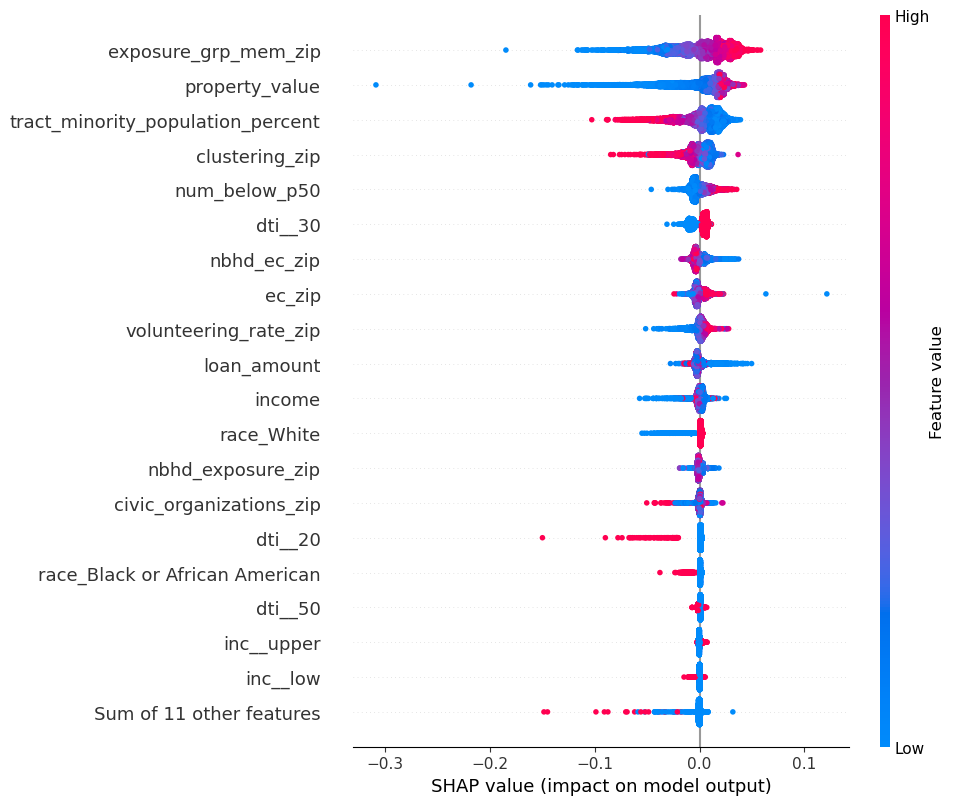 High
exposure_grp_mem_zip
property_value
tract_minority_population_percent
clustering_zip
num_below_p50
dti__30
nbhd_ec_zip
ec_zip
volunteering_rate_zip
loan_amount
income
race_White
nbhd_exposure_zip
civic_organizations_zip
dti__20
race_Black or African American
dti__50
inc__upper
inc__low
Sum of 11 other features
Feature value
Low
−0.3 −0.2 −0.1 0.0 0.1
SHAP value (impact on model output)